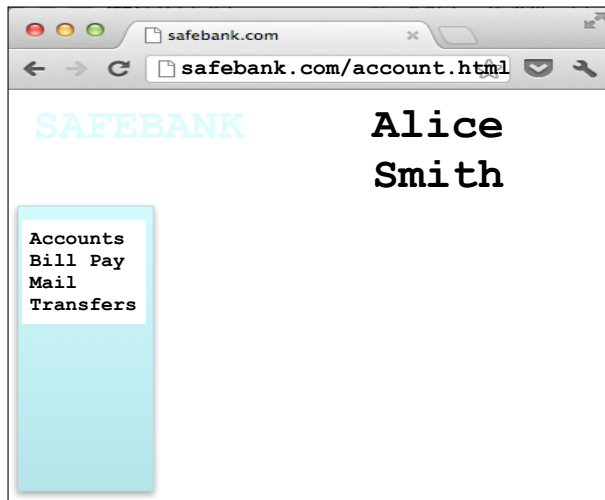 safebank.com
safebank.com/account.html
SAFEBANK
Alice
Smith
Accounts
Bill Pay
Mail
Transfers